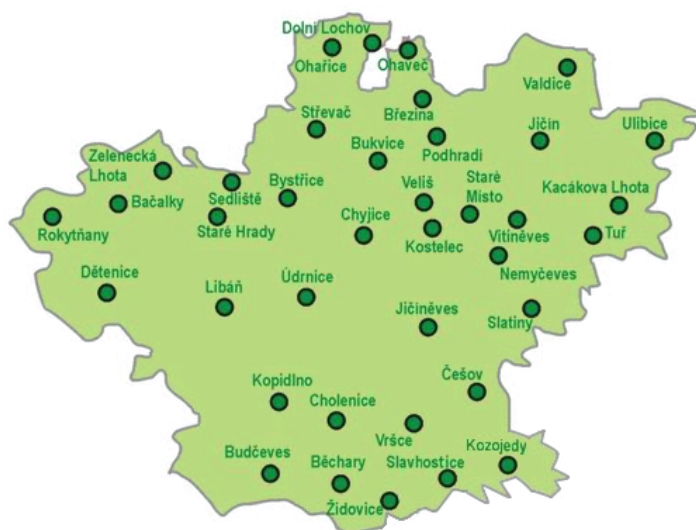 Dolní Lochov
Ohařice
Ohaveč
Valdice
Březina
Střevač
Podhradí
Jičín
Ulibice
Bukvice
Zelenecká
Lhota
Sedliště
Bystřice
Veliš
Staré
Místo
Kacákova Lhota
Bačalky
Rokytňany
Staré Hrady
Chyjice
Kostelec
Vitiněves
Tuř
Nemyčeves
Dětenice
Libáň
Údrnice
Jičiněves
Slatiny
Kopidlno
Cholenice
Češov
Vršce
Budčeves
Běchary
Slavhostice
Kozojedy
Židovice